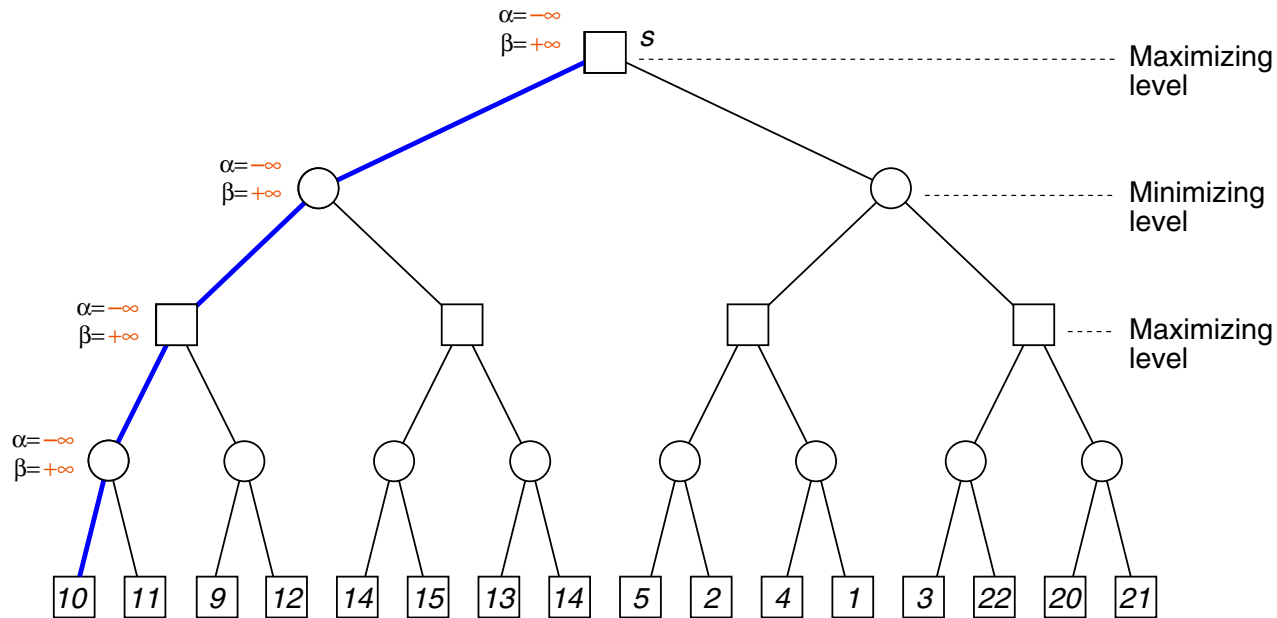 α= −∞
β= +∞
s
Maximizing
level
α= −∞
β= +∞
Minimizing
level
α= −∞
β= +∞
Maximizing
level
α= −∞
β= +∞
10 11 9 12 14 15 13 14 5 2 4 1 3 22 20 21